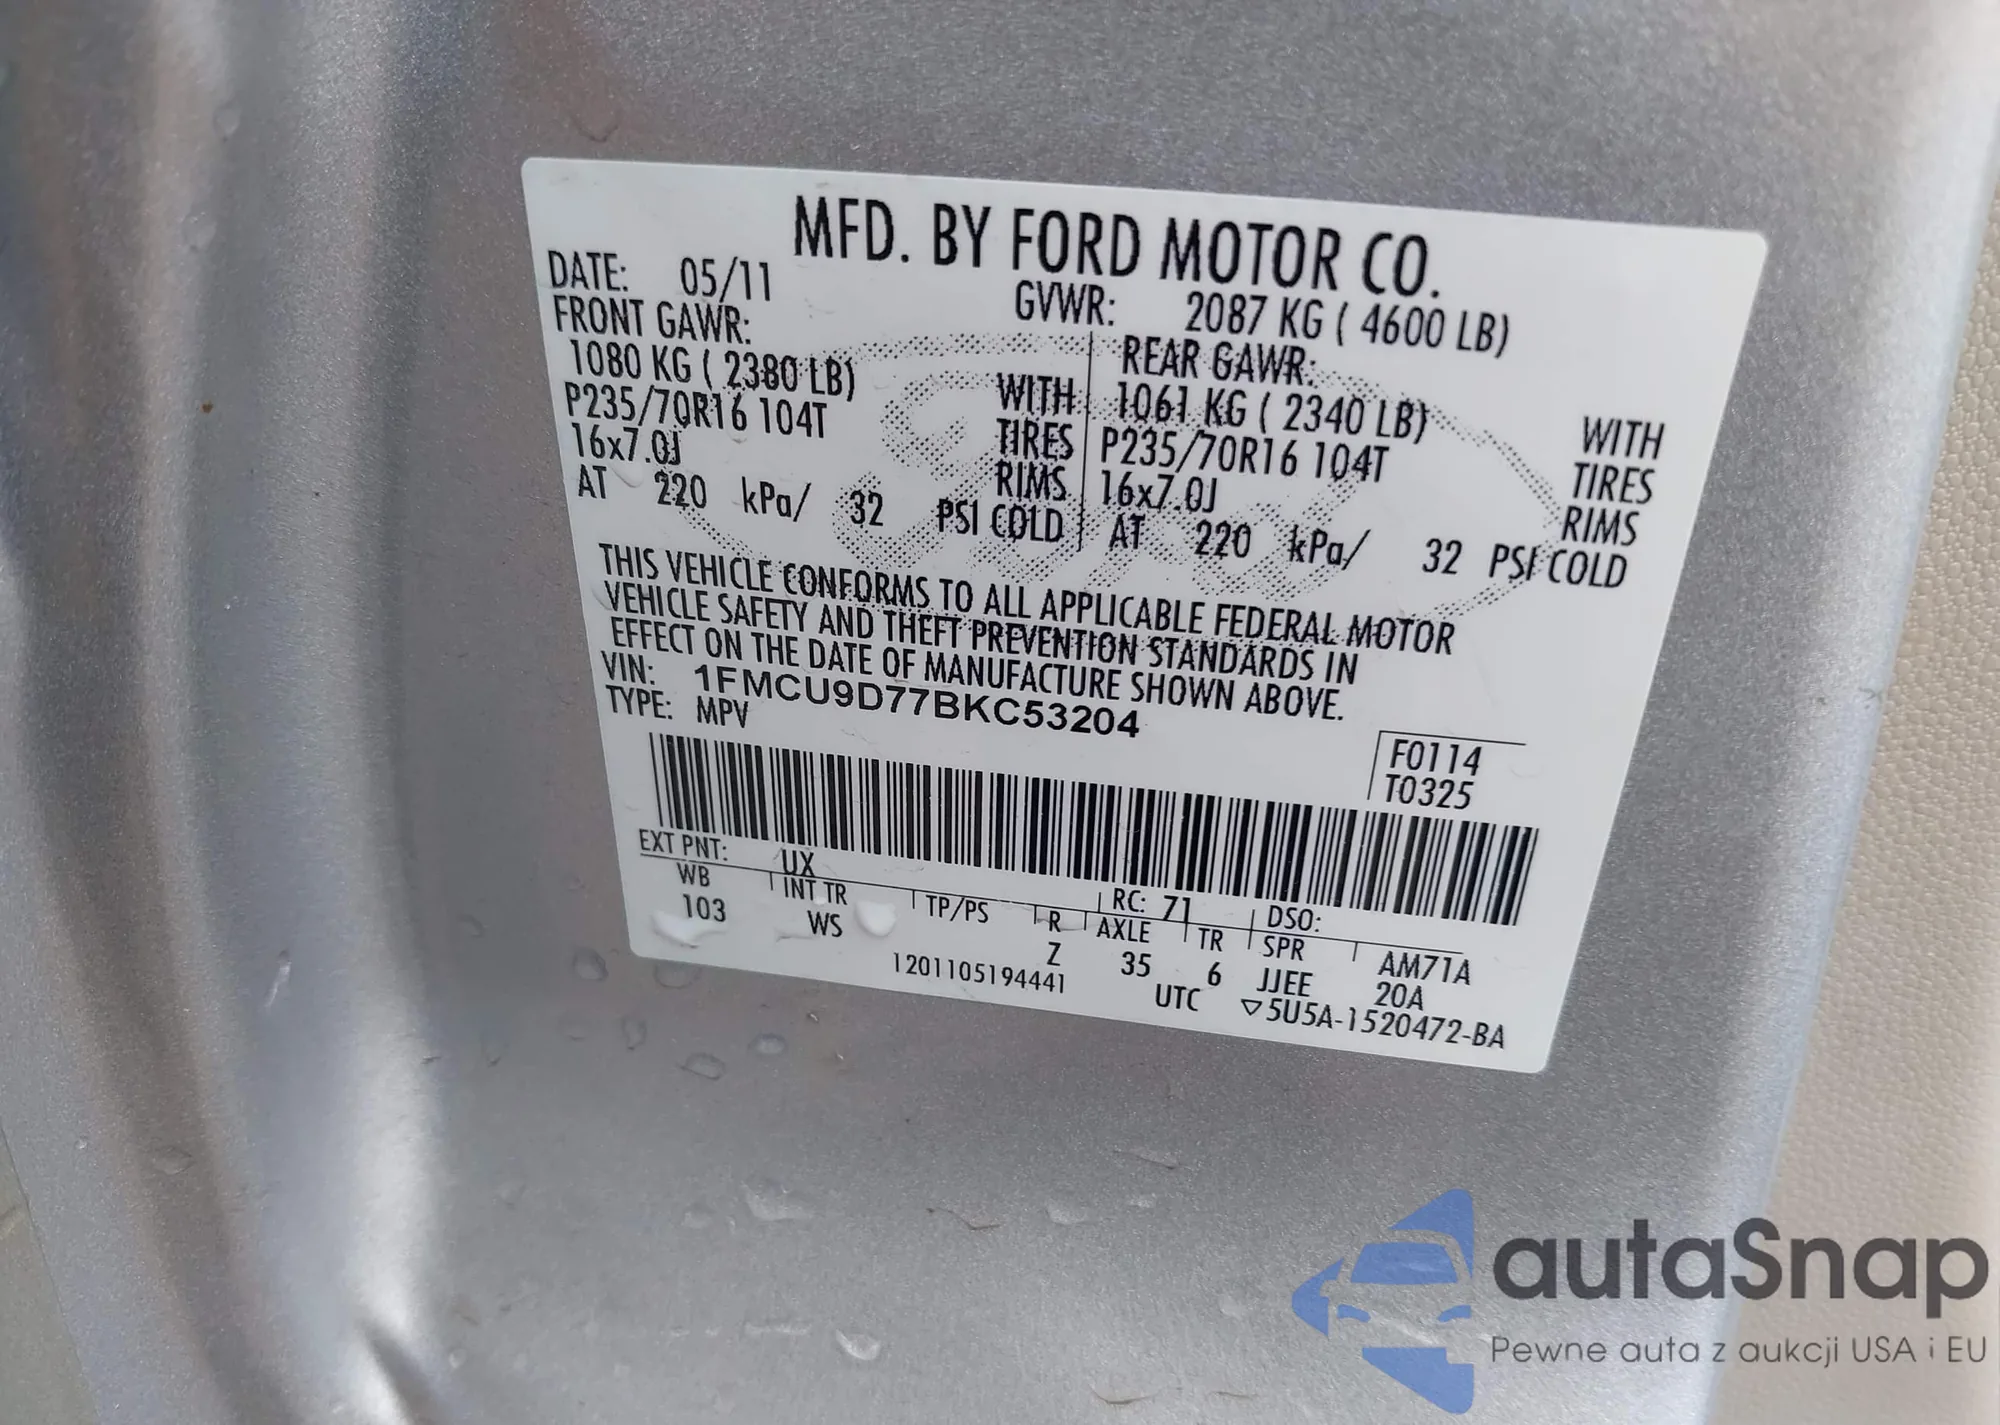 MFD. BY FORD MOTOR CO.
DATE: 05/11 GVWR: 2087 KG ( 4600 LB)
FRONT GAWR: REAR GAWR:
1080 KG ( 2380 LB) WITH 1061 KG ( 2340 LB) WITH
P235/70R16 104T TIRES P235/70R16 104T TIRES
16x7.0J RIMS 16x7.0J RIMS
AT 220 kPa/ 32 PSI COLD AT 220 kPa/ 32 PSI COLD
THIS VEHICLE CONFORMS TO ALL APPLICABLE FEDERAL MOTOR
VEHICLE SAFETY AND THEFT PREVENTION STANDARDS IN
EFFECT ON THE DATE OF MANUFACTURE SHOWN ABOVE.
VIN: 1FMCU9D77BKC53204
TYPE: MPV
F0114
T0325
EXT PNT: UX RC: 71 DSO:
WB INT TR TP/PS R AXLE TR SPR AM71A
103 WS Z 35 6 JJEE 20A
1201105194441 UTC ▽5U5A-1520472-BA
autaSnap
Pewne auta z aukcji USA i EU